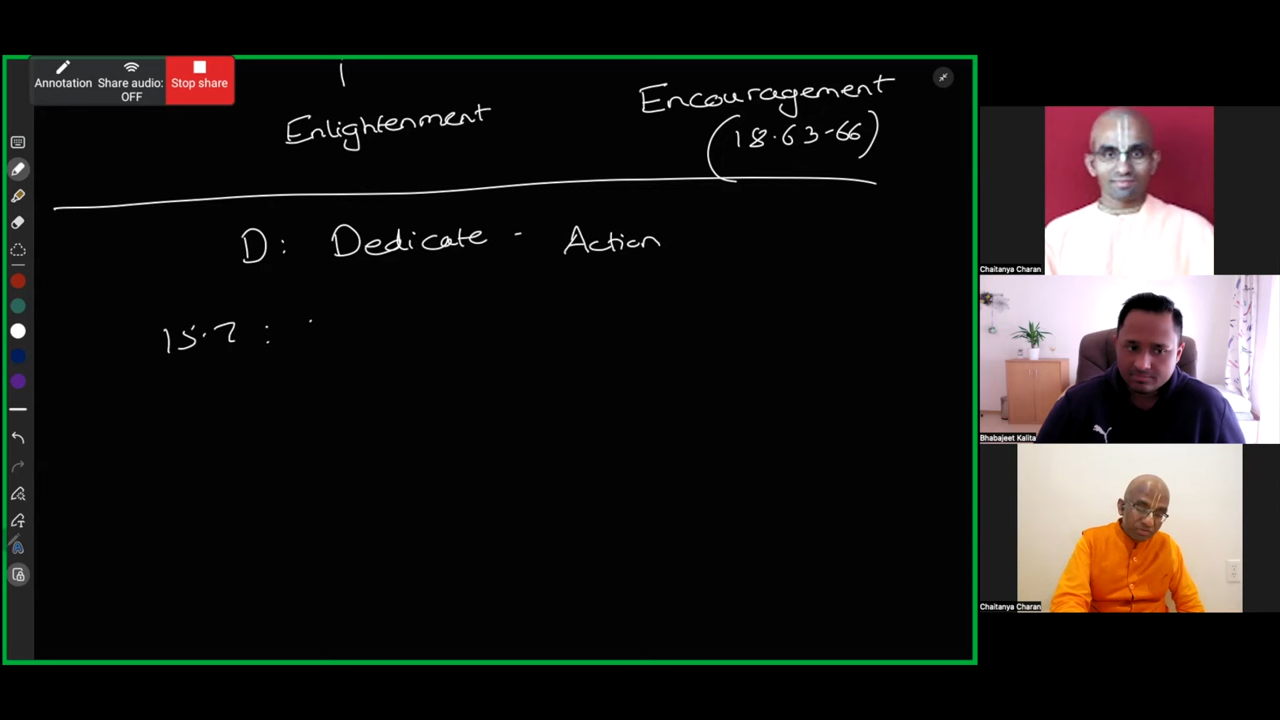 Annotation Share audio: OFF Stop share
Enlightenment
Encouragement
(18.63-66)
D: Dedicate - Action
15.7 :
Chaitanya Charan
Bhabajeet Kalita
Chaitanya Charan